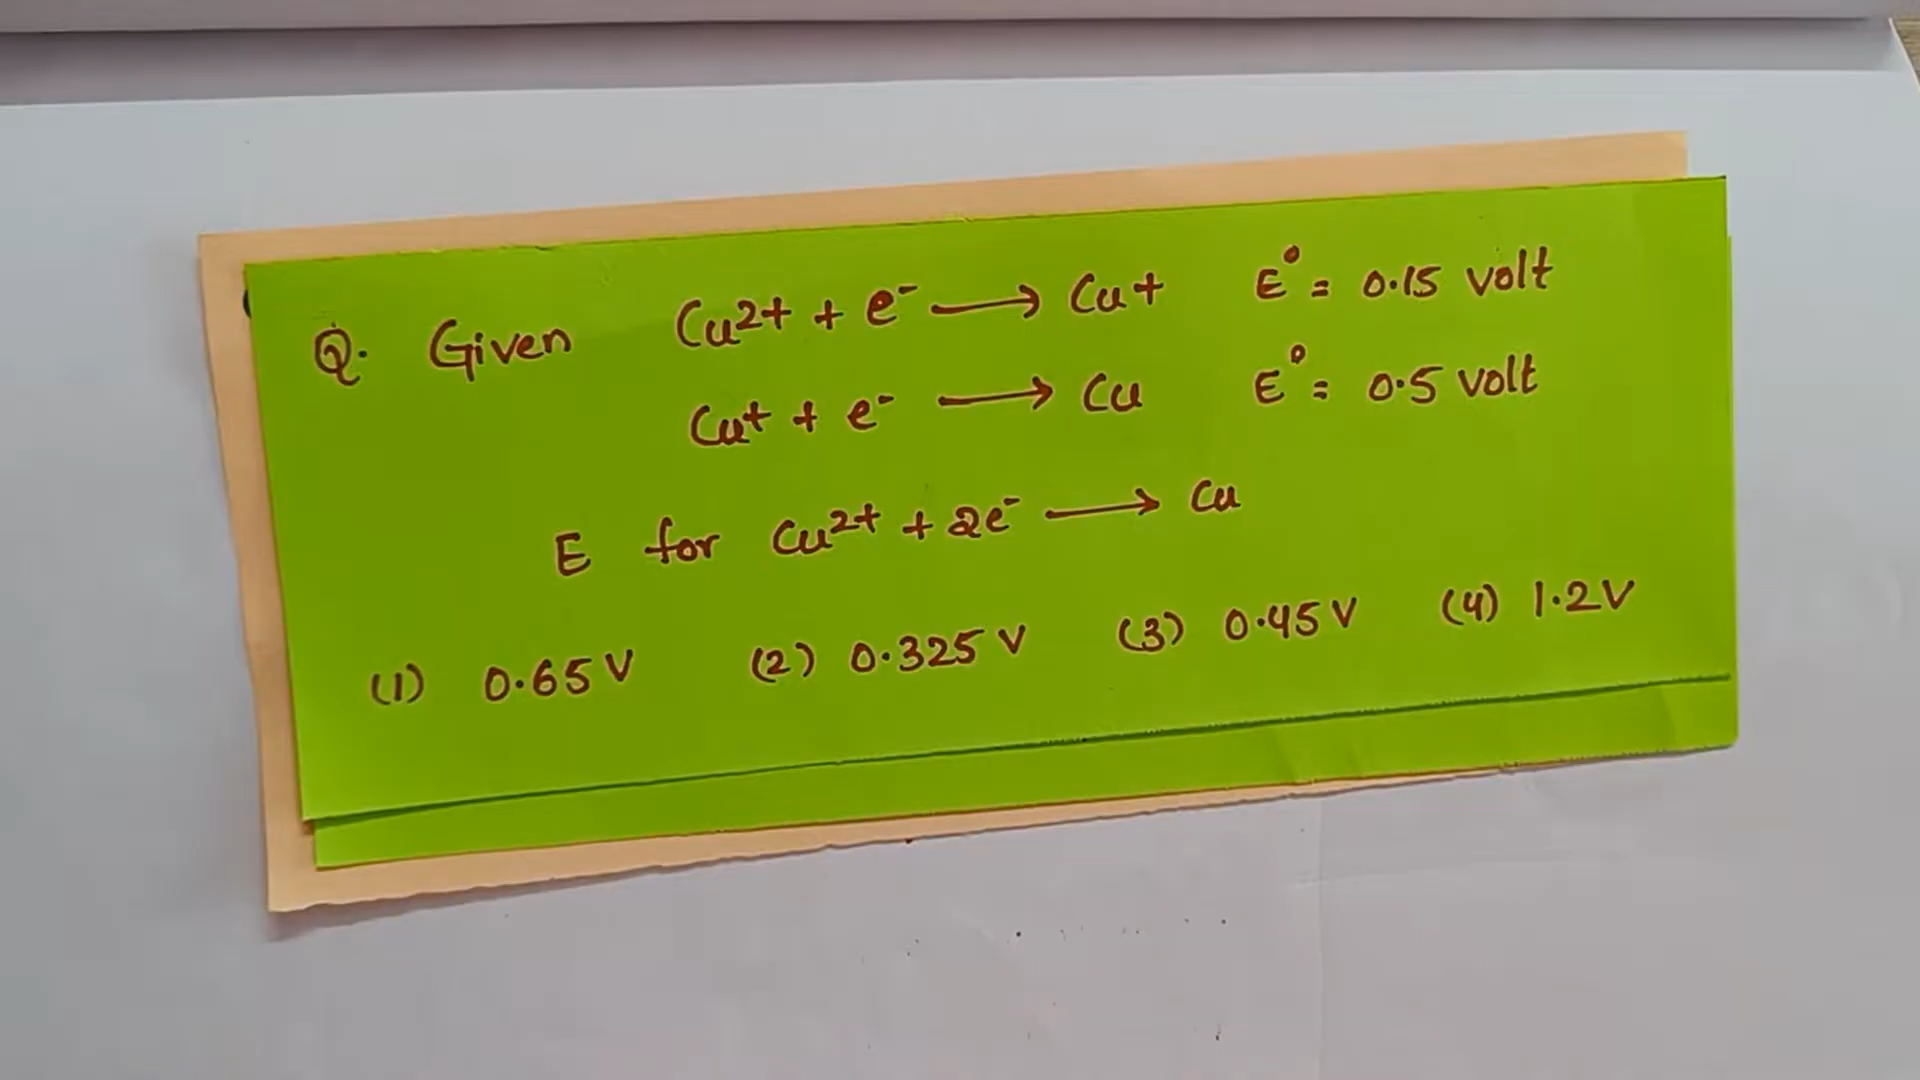 Q. Given Cu2+ + e- ⟶ Cu+ E° = 0.15 volt
Cu+ + e- ⟶ Cu E° = 0.5 volt
E for Cu2+ + 2e- ⟶ Cu
(1) 0.65 V (2) 0.325 V (3) 0.45 V (4) 1.2 V